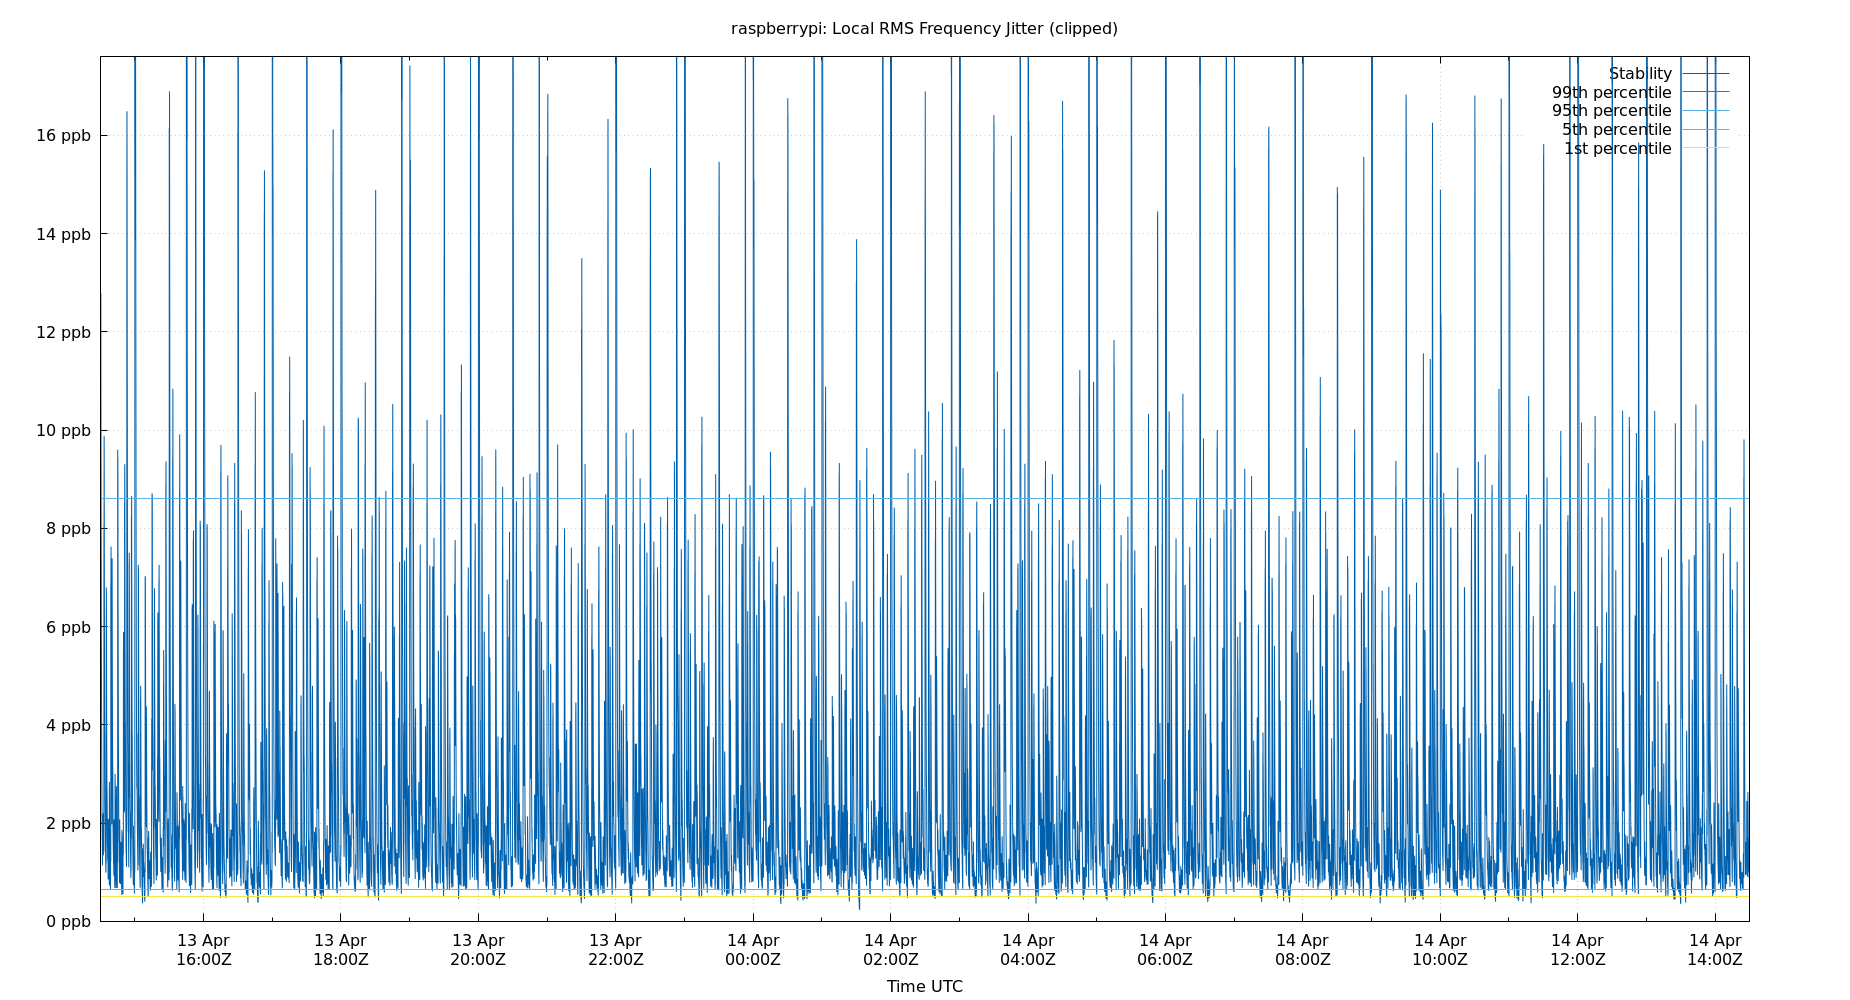 raspberrypi: Local RMS Frequency Jitter (clipped)
Stability
99th percentile
95th percentile
5th percentile
1st percentile
16 ppb
14 ppb
12 ppb
10 ppb
8 ppb
6 ppb
4 ppb
2 ppb
0 ppb
13 Apr 13 Apr 13 Apr 13 Apr 14 Apr 14 Apr 14 Apr 14 Apr 14 Apr 14 Apr 14 Apr 14 Apr
16:00Z 18:00Z 20:00Z 22:00Z 00:00Z 02:00Z 04:00Z 06:00Z 08:00Z 10:00Z 12:00Z 14:00Z
Time UTC